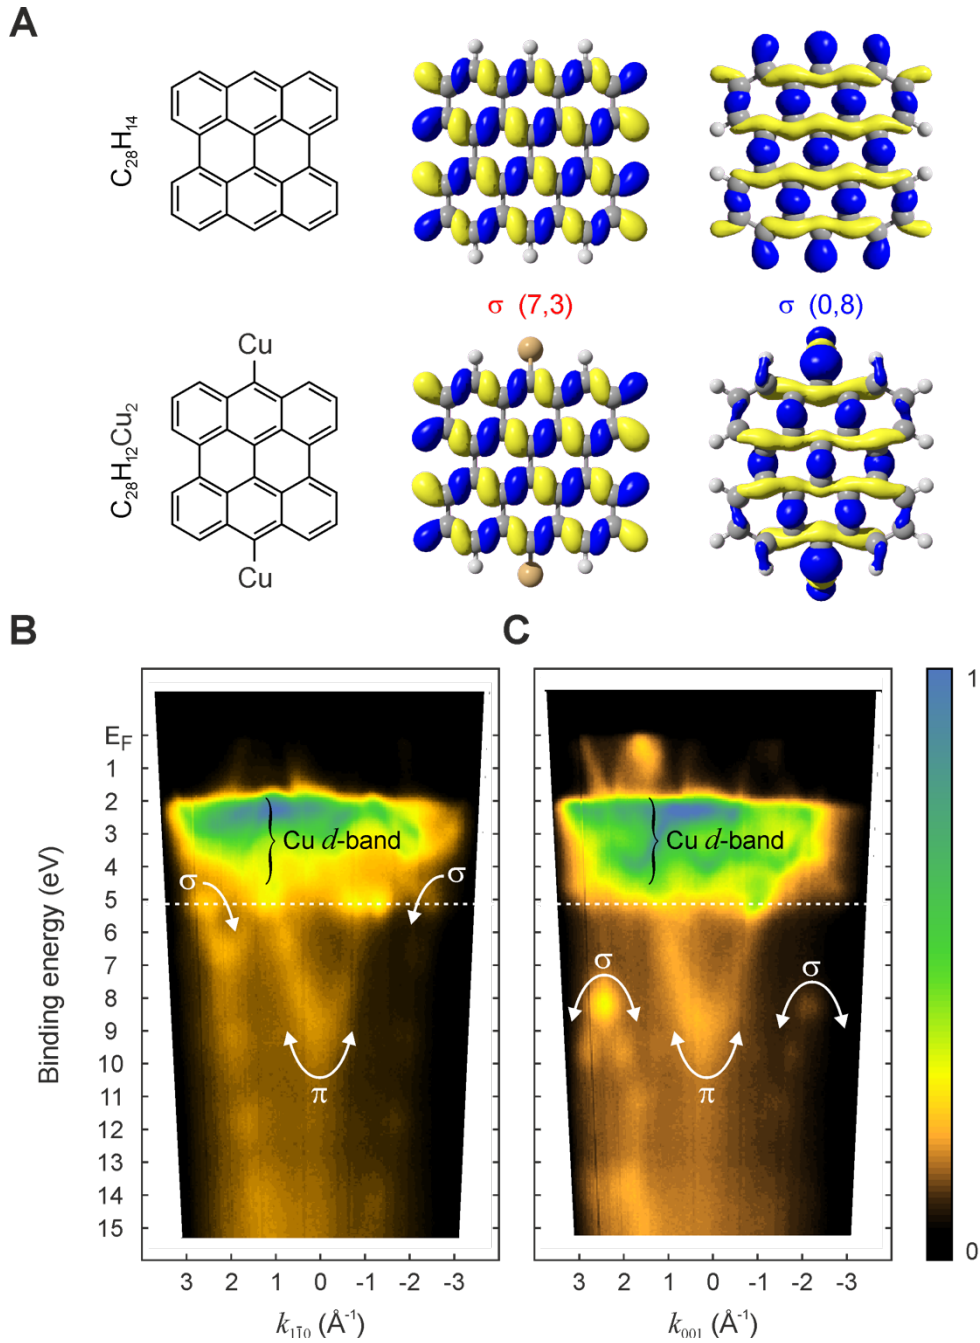 A
C₂₈H₁₄
σ (7,3)
σ (0,8)
C₂₈H₁₂Cu₂
Cu
Cu
B
C
E_F
1
2
3
4
5
6
7
8
9
10
11
12
13
14
15
Binding energy (eV)
Cu d-band
σ
σ
π
3 2 1 0 -1 -2 -3
k₁1̄₀ (Å⁻¹)
Cu d-band
σ
σ
π
3 2 1 0 -1 -2 -3
k₀₀₁ (Å⁻¹)
1
0